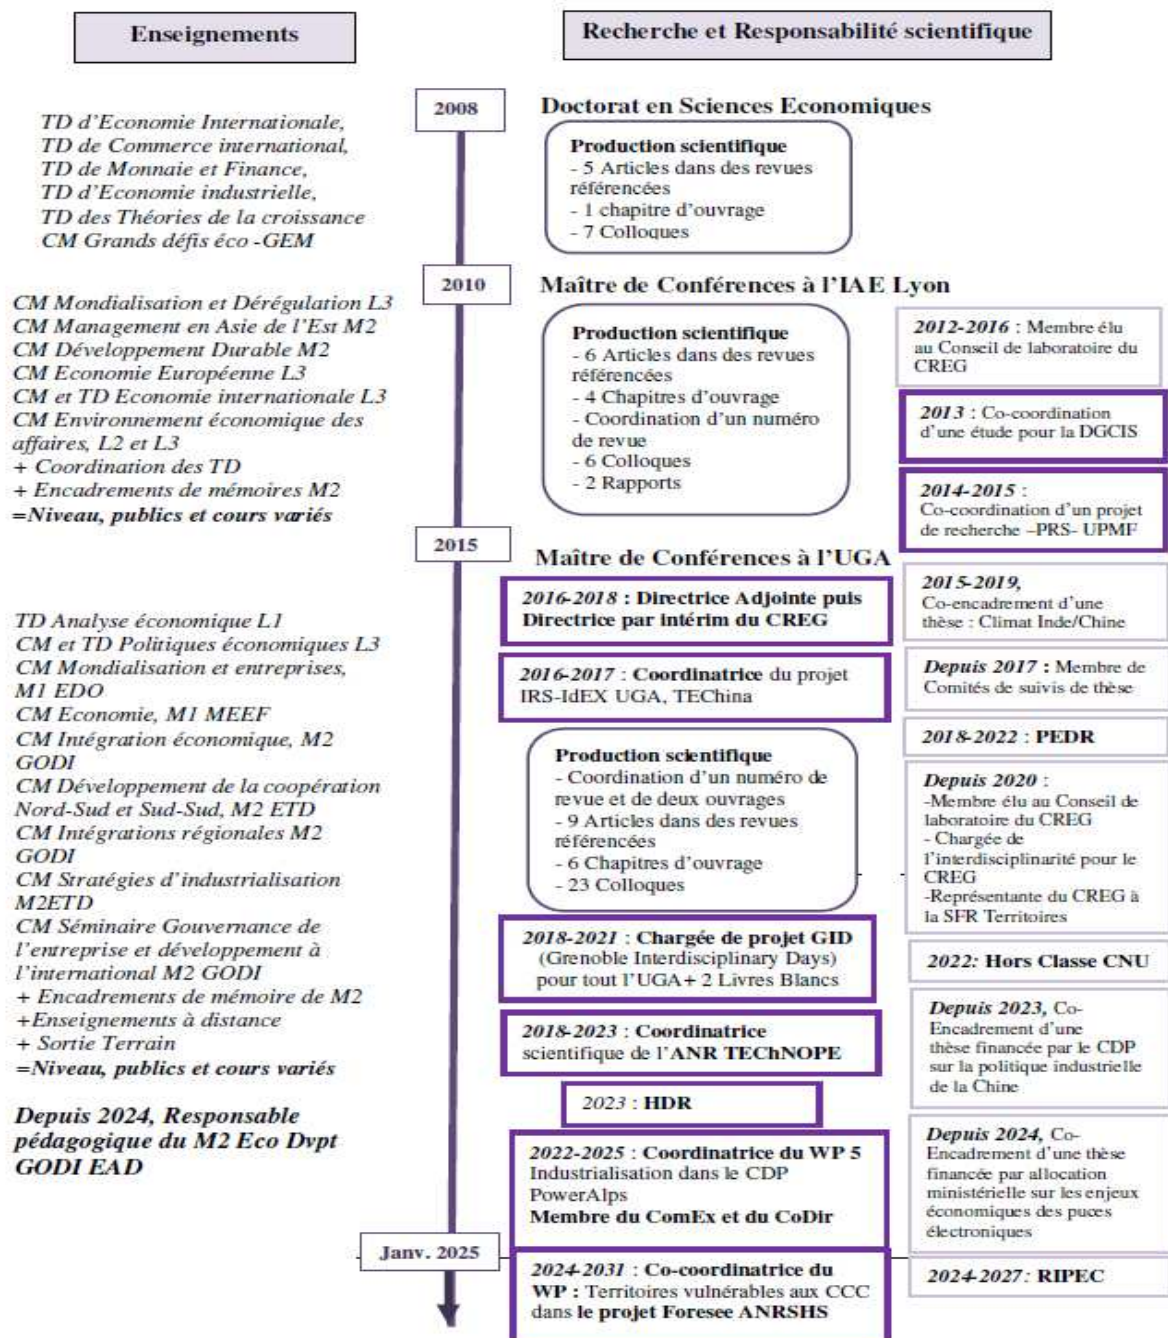 Enseignements
Recherche et Responsabilité scientifique
2008
TD d'Economie Internationale,
TD de Commerce international,
TD de Monnaie et Finance,
TD d'Economie industrielle,
TD des Théories de la croissance
CM Grands défis éco -GEM
Doctorat en Sciences Economiques
Production scientifique
- 5 Articles dans des revues
référencées
- 1 chapitre d'ouvrage
- 7 Colloques
2010
CM Mondialisation et Dérégulation L3
CM Management en Asie de l'Est M2
CM Développement Durable M2
CM Economie Européenne L3
CM et TD Economie internationale L3
CM Environnement économique des
affaires, L2 et L3
+ Coordination des TD
+ Encadrements de mémoires M2
=Niveau, publics et cours variés
Maître de Conférences à l'IAE Lyon
Production scientifique
- 6 Articles dans des revues
référencées
- 4 Chapitres d'ouvrage
- Coordination d'un numéro
de revue
- 6 Colloques
- 2 Rapports
2012-2016 : Membre élu
au Conseil de laboratoire du
CREG
2013 : Co-coordination
d'une étude pour la DGCIS
2014-2015 :
Co-coordination d'un projet
de recherche –PRS- UPMF
2015
Maître de Conférences à l'UGA
TD Analyse économique L1
CM et TD Politiques économiques L3
CM Mondialisation et entreprises,
M1 EDO
CM Economie, M1 MEEF
CM Intégration économique, M2
GODI
CM Développement de la coopération
Nord-Sud et Sud-Sud, M2 ETD
CM Intégrations régionales M2
GODI
CM Stratégies d'industrialisation
M2ETD
CM Séminaire Gouvernance de
l'entreprise et développement à
l'international M2 GODI
+ Encadrements de mémoire de M2
+Enseignements à distance
+ Sortie Terrain
=Niveau, publics et cours variés
Depuis 2024, Responsable
pédagogique du M2 Eco Dvpt
GODI EAD
2016-2018 : Directrice Adjointe puis
Directrice par intérim du CREG
2016-2017 : Coordinatrice du projet
IRS-IdEX UGA, TEChina
Production scientifique
- Coordination d'un numéro de
revue et de deux ouvrages
- 9 Articles dans des revues
référencées
- 6 Chapitres d'ouvrage
- 23 Colloques
2018-2021 : Chargée de projet GID
(Grenoble Interdisciplinary Days)
pour tout l'UGA+ 2 Livres Blancs
2018-2023 : Coordinatrice
scientifique de l'ANR TEChNOPE
2023 : HDR
2022-2025 : Coordinatrice du WP 5
Industrialisation dans le CDP
PowerAlps
Membre du ComEx et du CoDir
2024-2031 : Co-coordinatrice du
WP : Territoires vulnérables aux CCC
dans le projet Foresee ANRSHS
2015-2019,
Co-encadrement d'une
thèse : Climat Inde/Chine
Depuis 2017 : Membre de
Comités de suivis de thèse
2018-2022 : PEDR
Depuis 2020 :
-Membre élu au Conseil de
laboratoire du CREG
- Chargée de
l'interdisciplinarité pour le
CREG
-Représentante du CREG à
la SFR Territoires
2022: Hors Classe CNU
Depuis 2023, Co-
Encadrement d'une
thèse financée par le CDP
sur la politique industrielle
de la Chine
Depuis 2024, Co-
Encadrement d'une thèse
financée par allocation
ministérielle sur les enjeux
économiques des puces
électroniques
2024-2027: RIPEC
Janv. 2025